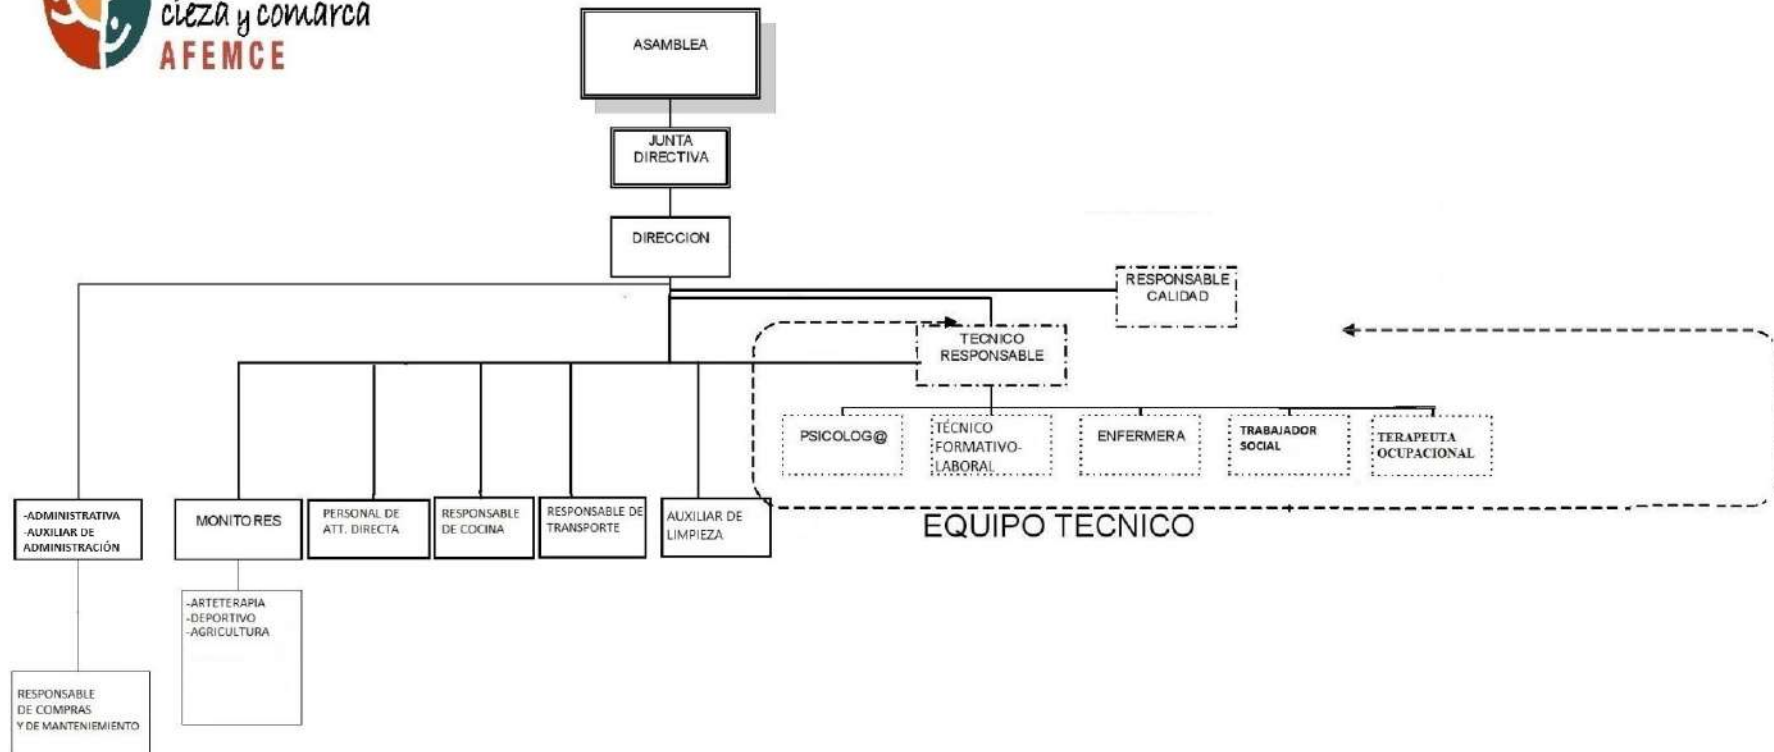 cieza y comarca
AFEMCE
ASAMBLEA
JUNTA
DIRECTIVA
DIRECCION
RESPONSABLE
CALIDAD
TECNICO
RESPONSABLE
PSICOLOG@
TÉCNICO
FORMATIVO-
LABORAL
ENFERMERA
TRABAJADOR
SOCIAL
TERAPEUTA
OCUPACIONAL
EQUIPO TECNICO
-ADMINISTRATIVA
-AUXILIAR DE
ADMINISTRACIÓN
MONITORES
PERSONAL DE
ATT. DIRECTA
RESPONSABLE
DE COCINA
RESPONSABLE DE
TRANSPORTE
AUXILIAR DE
LIMPIEZA
-ARTETERAPIA
-DEPORTIVO
-AGRICULTURA
RESPONSABLE
DE COMPRAS
Y DE MANTENIEMIENTO